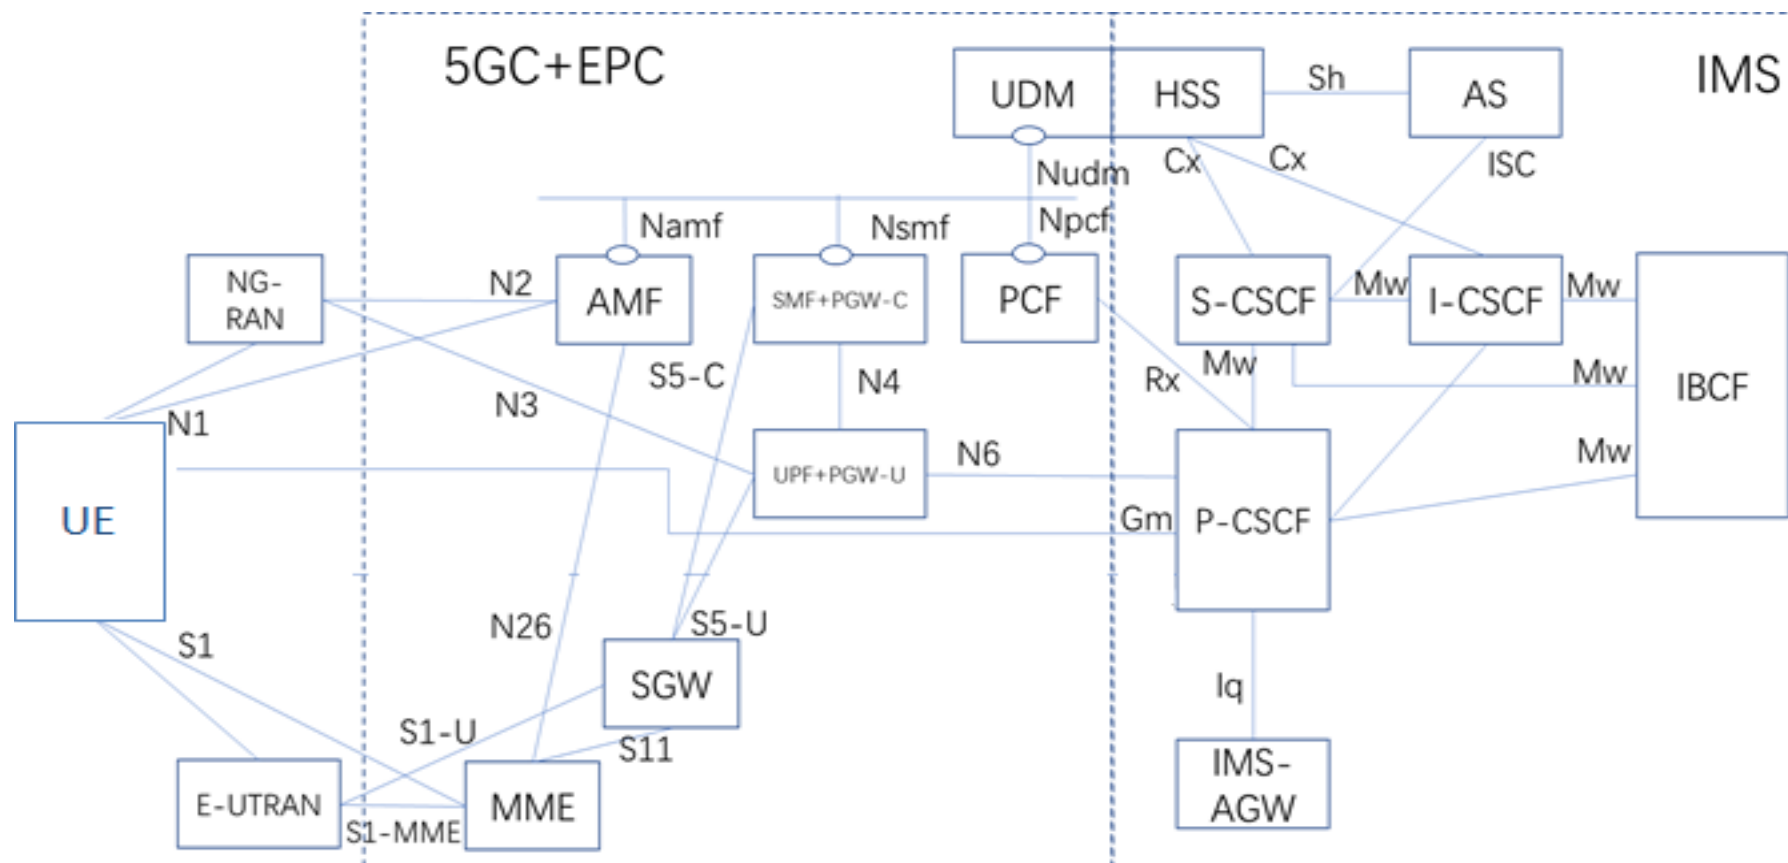 5GC+EPC
IMS
UDM
HSS
Sh
AS
Cx
Cx
ISC
Nudm
Namf
Nsmf
Npcf
NG-
RAN
N2
AMF
SMF+PGW-C
PCF
S-CSCF
Mw
I-CSCF
Mw
IBCF
N1
N3
S5-C
N4
Rx
Mw
Mw
UE
UPF+PGW-U
N6
Gm
P-CSCF
Mw
S1
N26
S5-U
SGW
Iq
S1-U
S11
E-UTRAN
S1-MME
MME
IMS-
AGW